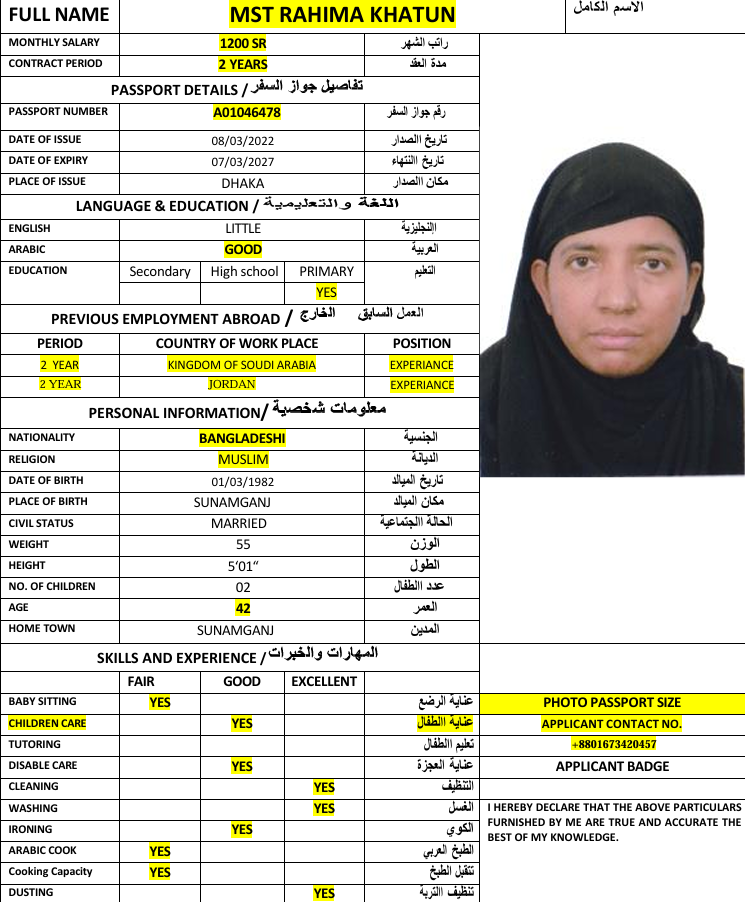 FULL NAME MST RAHIMA KHATUN الاسم الكامل
MONTHLY SALARY 1200 SR راتب الشهر
CONTRACT PERIOD 2 YEARS مدة العقد
PASSPORT DETAILS / تفاصيل جواز السفر
PASSPORT NUMBER A01046478 رقم جواز السفر
DATE OF ISSUE 08/03/2022 تاريخ االصدار
DATE OF EXPIRY 07/03/2027 تاريخ االنتهاء
PLACE OF ISSUE DHAKA مكان االصدار
LANGUAGE & EDUCATION / اللغة والتعليمية
ENGLISH LITTLE اإلنجليزية
ARABIC GOOD العربية
EDUCATION Secondary High school PRIMARY التعليم
YES
PREVIOUS EMPLOYMENT ABROAD / العمل السابق الخارج
PERIOD COUNTRY OF WORK PLACE POSITION
2 YEAR KINGDOM OF SOUDI ARABIA EXPERIANCE
2 YEAR JORDAN EXPERIANCE
PERSONAL INFORMATION/ معلومات شخصية
NATIONALITY BANGLADESHI الجنسية
RELIGION MUSLIM الديانة
DATE OF BIRTH 01/03/1982 تاريخ الميالد
PLACE OF BIRTH SUNAMGANJ مكان الميالد
CIVIL STATUS MARRIED الحالة االجتماعية
WEIGHT 55 الوزن
HEIGHT 5‘01“ الطول
NO. OF CHILDREN 02 عدد االطفال
AGE 42 العمر
HOME TOWN SUNAMGANJ المدين
SKILLS AND EXPERIENCE / المهارات والخبرات
FAIR GOOD EXCELLENT
BABY SITTING YES عناية الرضع
CHILDREN CARE YES عناية االطفال
TUTORING تعليم االطفال
DISABLE CARE YES عناية العجزة
CLEANING YES التنظيف
WASHING YES الغسل
IRONING YES الكوي
ARABIC COOK YES الطبخ العربي
Cooking Capacity YES تتقبل الطبخ
DUSTING YES تنظيف التربة
PHOTO PASSPORT SIZE
APPLICANT CONTACT NO.
+8801673420457
APPLICANT BADGE
I HEREBY DECLARE THAT THE ABOVE PARTICULARS
FURNISHED BY ME ARE TRUE AND ACCURATE THE
BEST OF MY KNOWLEDGE.